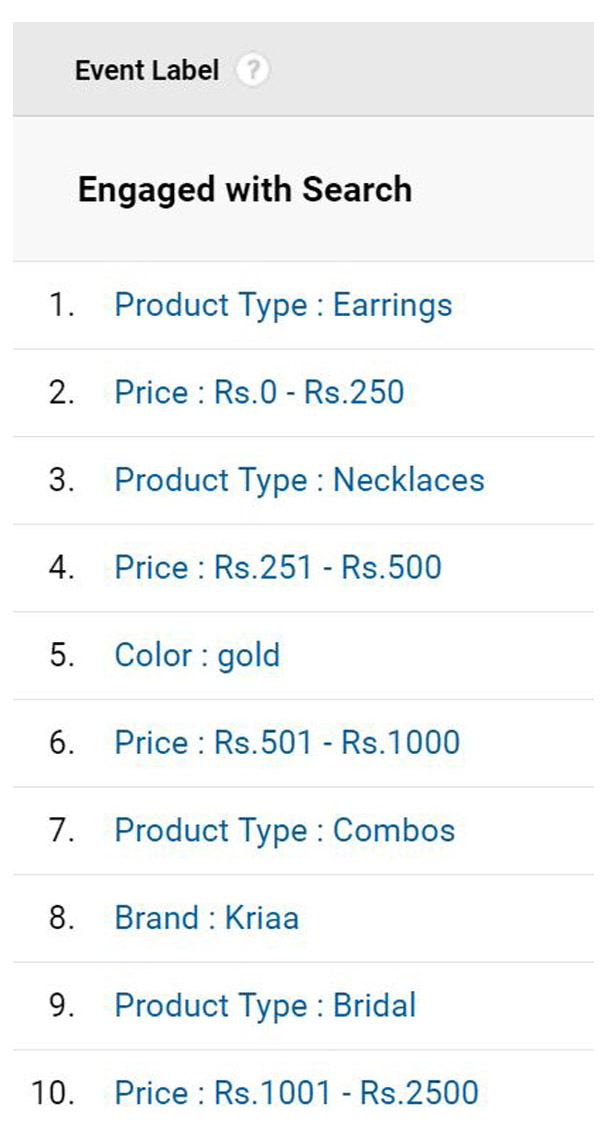 Event Label ?
Engaged with Search
1. Product Type : Earrings
2. Price : Rs.0 - Rs.250
3. Product Type : Necklaces
4. Price : Rs.251 - Rs.500
5. Color : gold
6. Price : Rs.501 - Rs.1000
7. Product Type : Combos
8. Brand : Kriaa
9. Product Type : Bridal
10. Price : Rs.1001 - Rs.2500